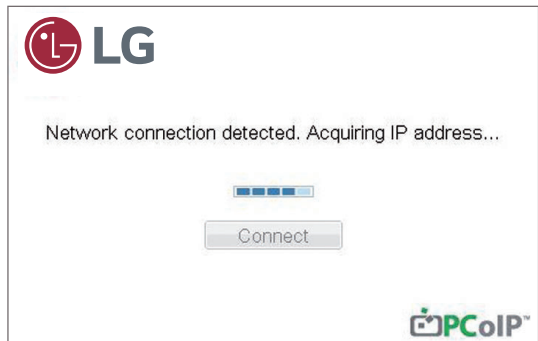 LG
Network connection detected. Acquiring IP address...
Connect
PCoIP™